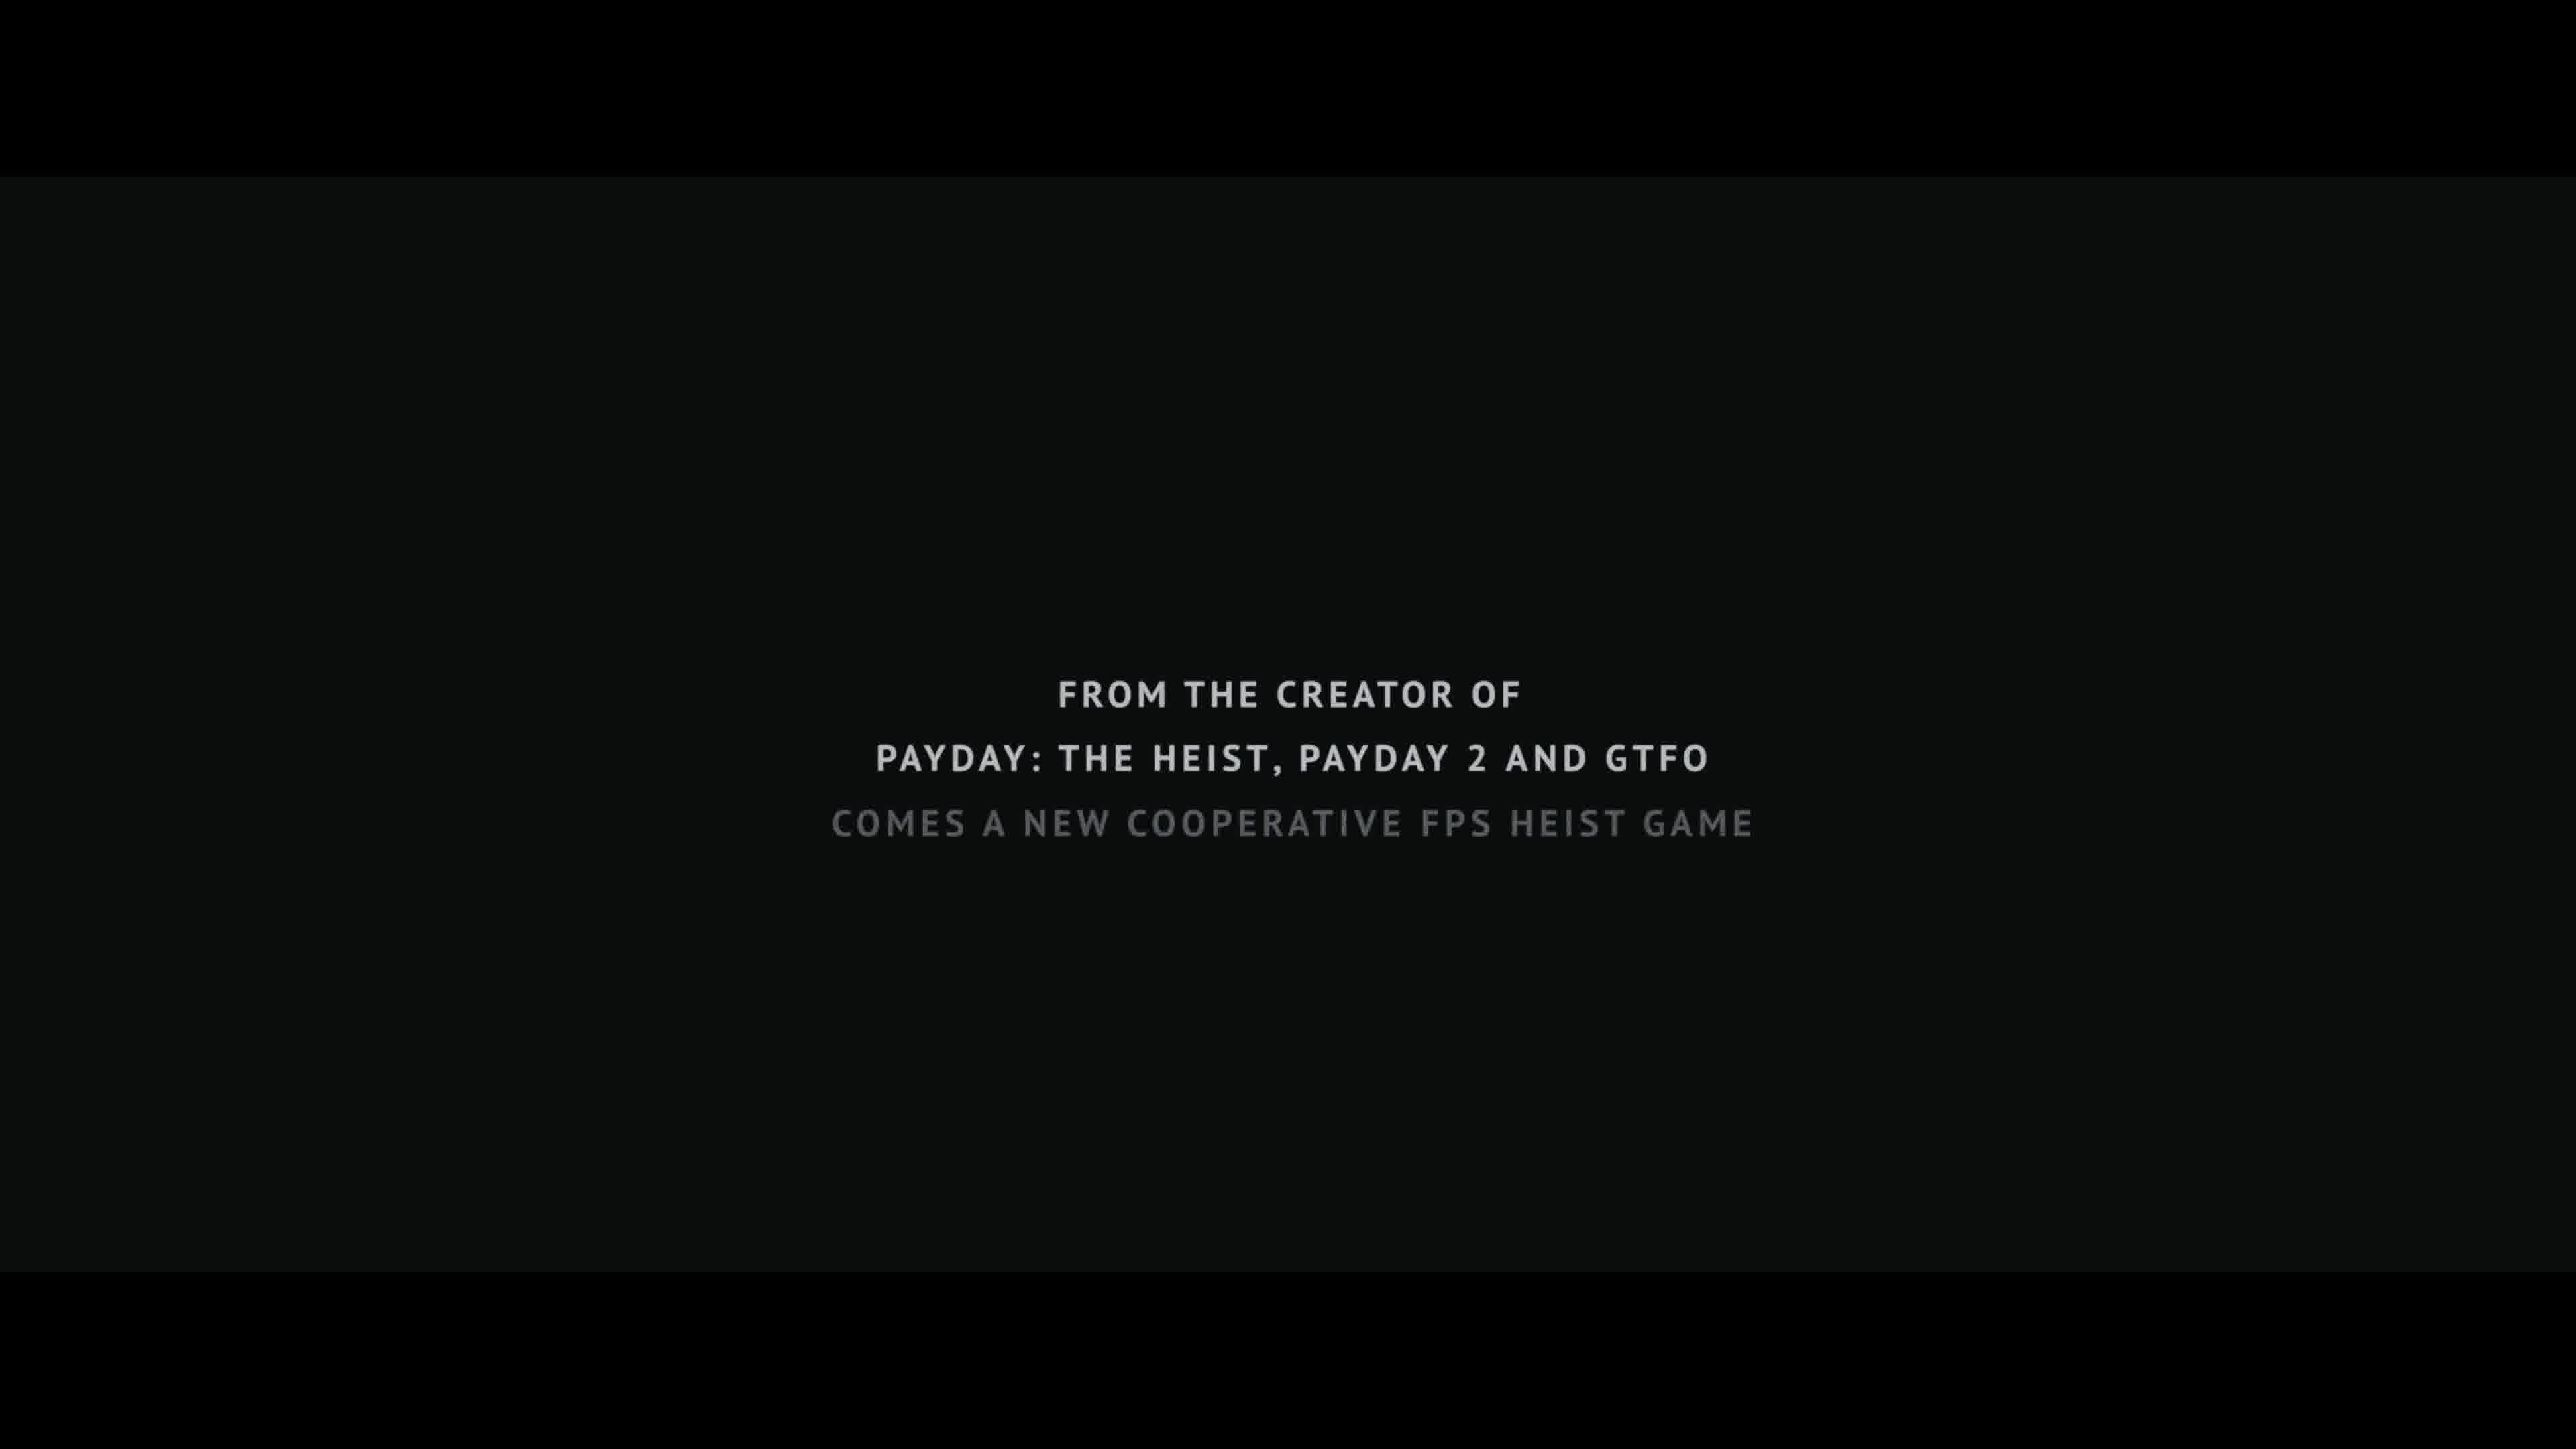 FROM THE CREATOR OF
PAYDAY: THE HEIST, PAYDAY 2 AND GTFO
COMES A NEW COOPERATIVE FPS HEIST GAME